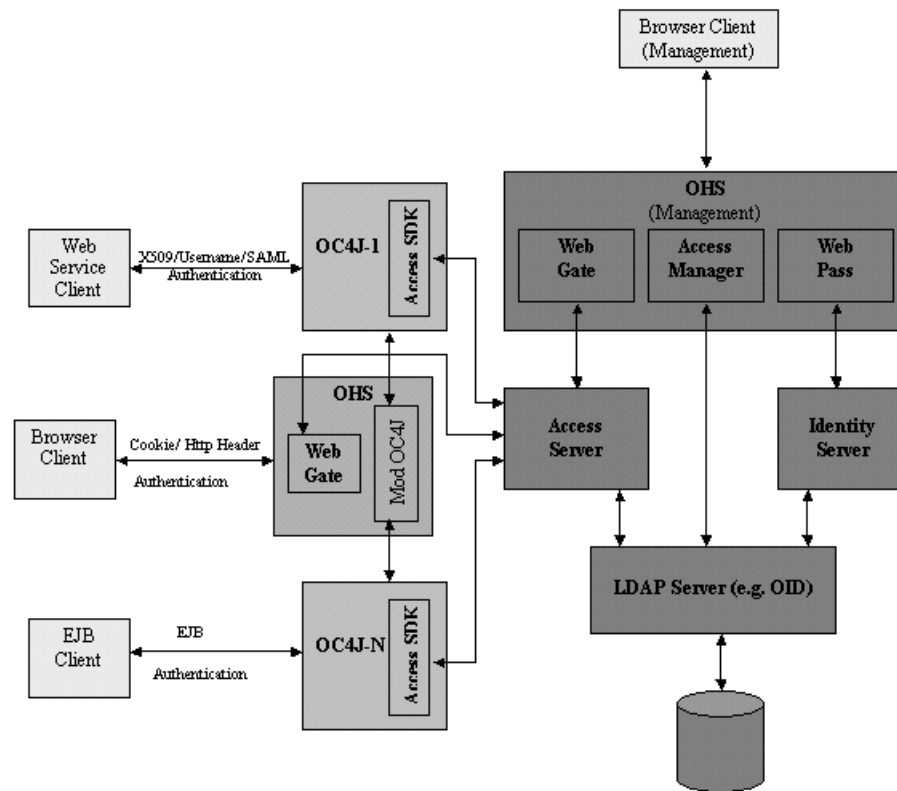 Browser Client
(Management)
OHS
(Management)
Web
Gate
Access
Manager
Web
Pass
Web
Service
Client
X509/Username/SAML
Authentication
OC4J-1
Access SDK
OHS
Browser
Client
Cookie/ Http Header
Authentication
Web
Gate
Mod OC4J
Access
Server
Identity
Server
LDAP Server (e.g. OID)
EJB
Client
EJB
Authentication
OC4J-N
Access SDK